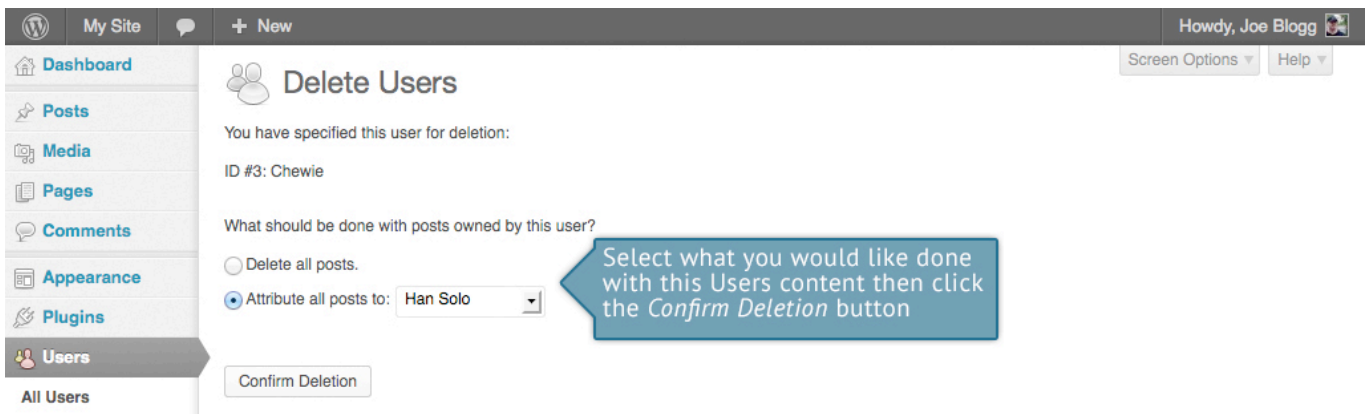 My Site + New Howdy, Joe Blogg
Screen Options Help
Dashboard
Posts
Media
Pages
Comments
Appearance
Plugins
Users
All Users
Delete Users
You have specified this user for deletion:
ID #3: Chewie
What should be done with posts owned by this user?
Delete all posts.
Attribute all posts to: Han Solo
Confirm Deletion
Select what you would like done
with this Users content then click
the Confirm Deletion button